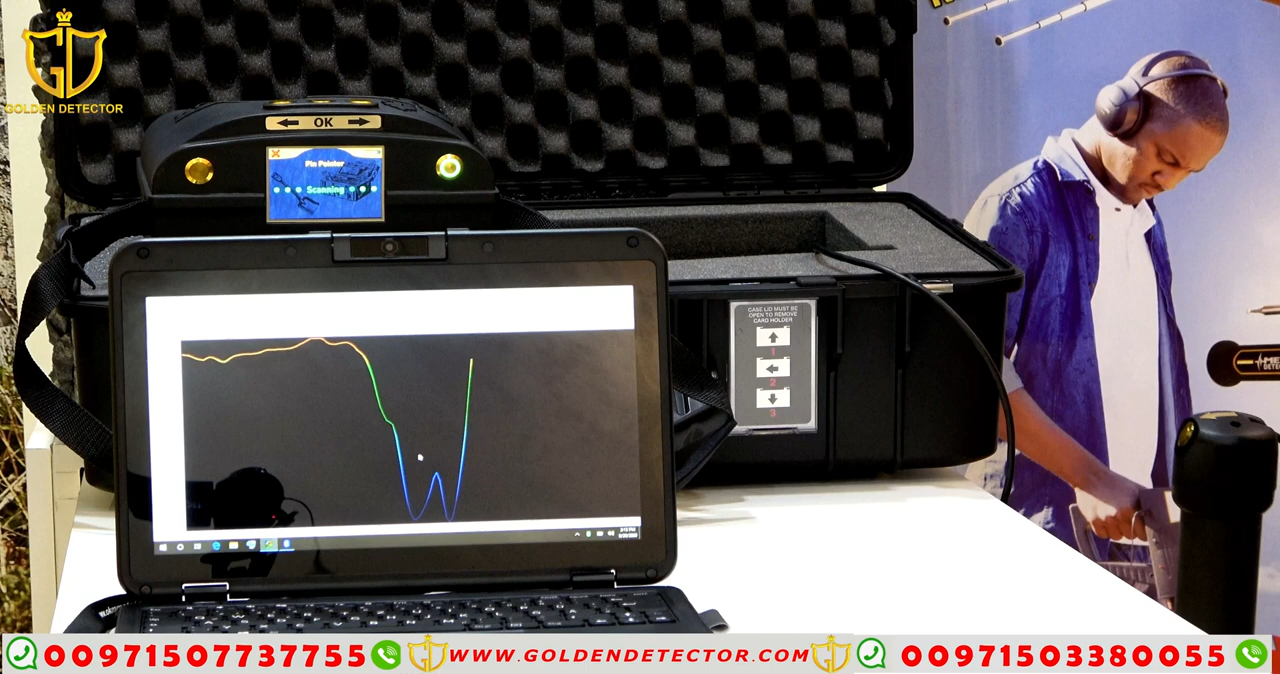 GOLDEN DETECTOR
OK
Pin Pointer
Scanning
CASE LID MUST BE
OPEN TO REMOVE
CARD HOLDER
1
2
3
00971507737755
WWW.GOLDENDETECTOR.COM
00971503380055